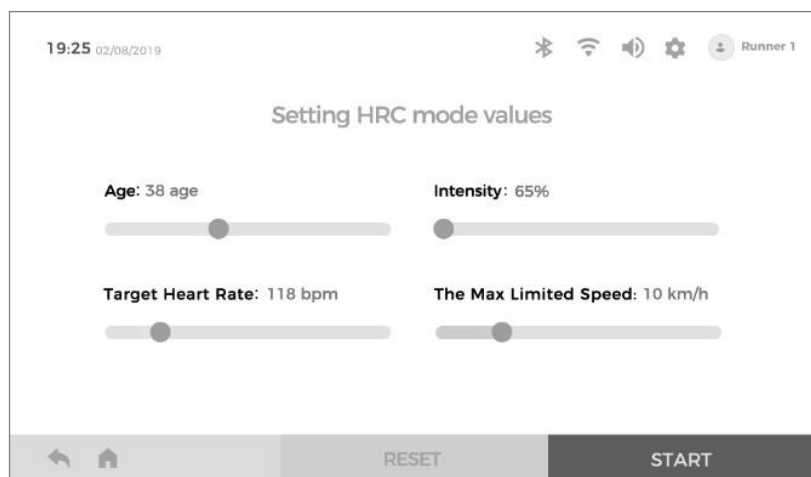 19:25 02/08/2019 Runner 1
Setting HRC mode values
Age: 38 age Intensity: 65%
Target Heart Rate: 118 bpm The Max Limited Speed: 10 km/h
RESET START